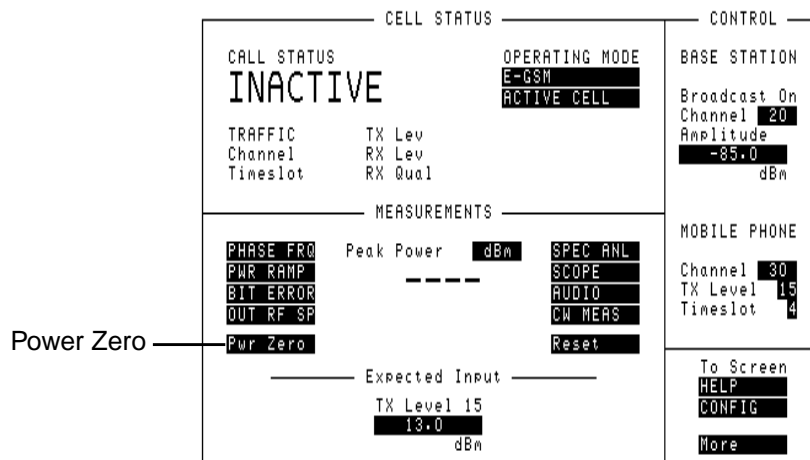 CELL STATUS
CALL STATUS
INACTIVE
OPERATING MODE
E-GSM
ACTIVE CELL
TRAFFIC TX Lev
Channel RX Lev
Timeslot RX Qual
CONTROL
BASE STATION
Broadcast On
Channel 20
Amplitude
-85.0
dBm
MEASUREMENTS
PHASE FRQ
PWR RAMP
BIT ERROR
OUT RF SP
Pwr Zero
Power Zero
Peak Power dBm
----
SPEC ANL
SCOPE
AUDIO
CW MEAS
Reset
Expected Input
TX Level 15
13.0
dBm
MOBILE PHONE
Channel 30
TX Level 15
Timeslot 4
To Screen
HELP
CONFIG
More